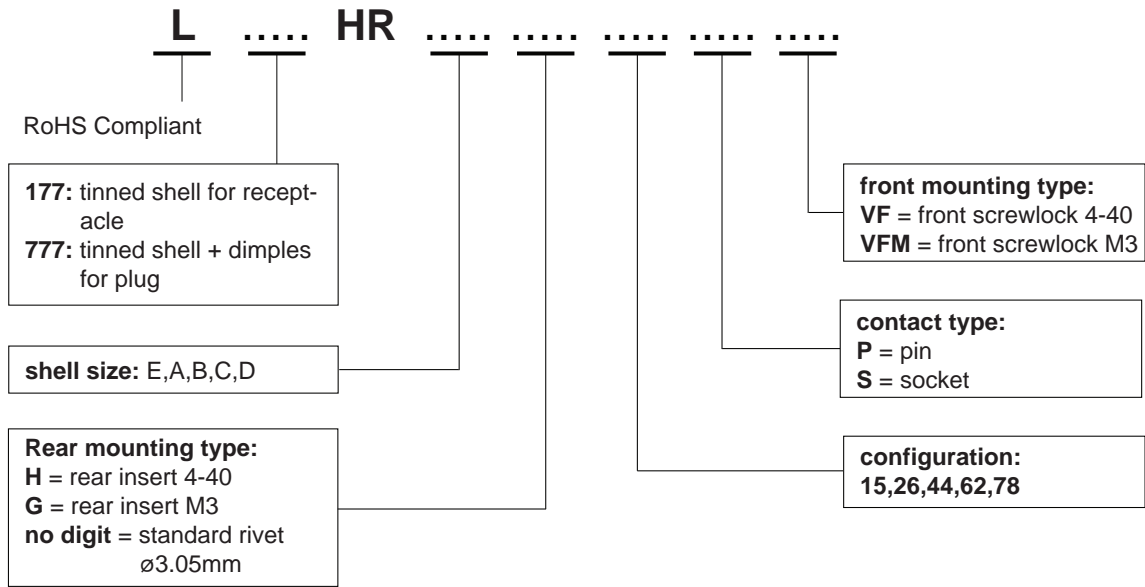 L ..... HR ..... ..... ..... ..... .....
RoHS Compliant
177: tinned shell for recept-
acle
777: tinned shell + dimples
for plug
shell size: E,A,B,C,D
Rear mounting type:
H = rear insert 4-40
G = rear insert M3
no digit = standard rivet
ø3.05mm
front mounting type:
VF = front screwlock 4-40
VFM = front screwlock M3
contact type:
P = pin
S = socket
configuration:
15,26,44,62,78